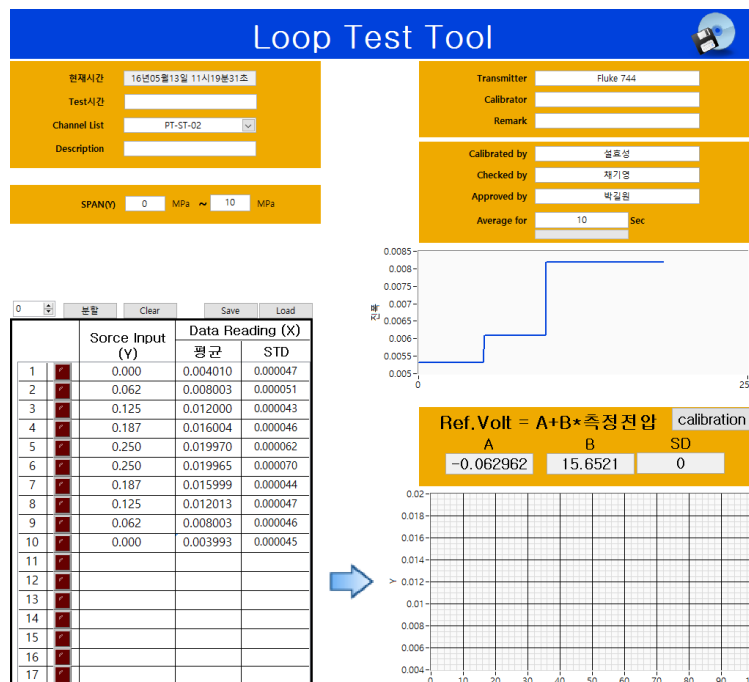 Loop Test Tool
현재시간 16년05월13일 11시19분31초
Test시간
Channel List PT-ST-02
Description
SPAN(Y) 0 MPa ~ 10 MPa
Transmitter Fluke 744
Calibrator
Remark
Calibrated by 설효성
Checked by 채기영
Approved by 박길원
Average for 10 Sec
0 분할 Clear Save Load
Sorce Input (Y) Data Reading (X)
평균 STD
1 0.000 0.004010 0.000047
2 0.062 0.008003 0.000051
3 0.125 0.012000 0.000043
4 0.187 0.016004 0.000046
5 0.250 0.019970 0.000062
6 0.250 0.019965 0.000070
7 0.187 0.015999 0.000044
8 0.125 0.012013 0.000047
9 0.062 0.008003 0.000046
10 0.000 0.003993 0.000045
11
12
13
14
15
16
17
0.0085
0.008
0.0075
0.007
0.0065
0.006
0.0055
0.005
진폭
0 25
Ref.Volt = A+B*측정전압 calibration
A B SD
-0.062962 15.6521 0
0.02
0.018
0.016
0.014
0.012
0.01
0.008
0.006
0.004
Y
0 10 20 30 40 50 60 70 80 90